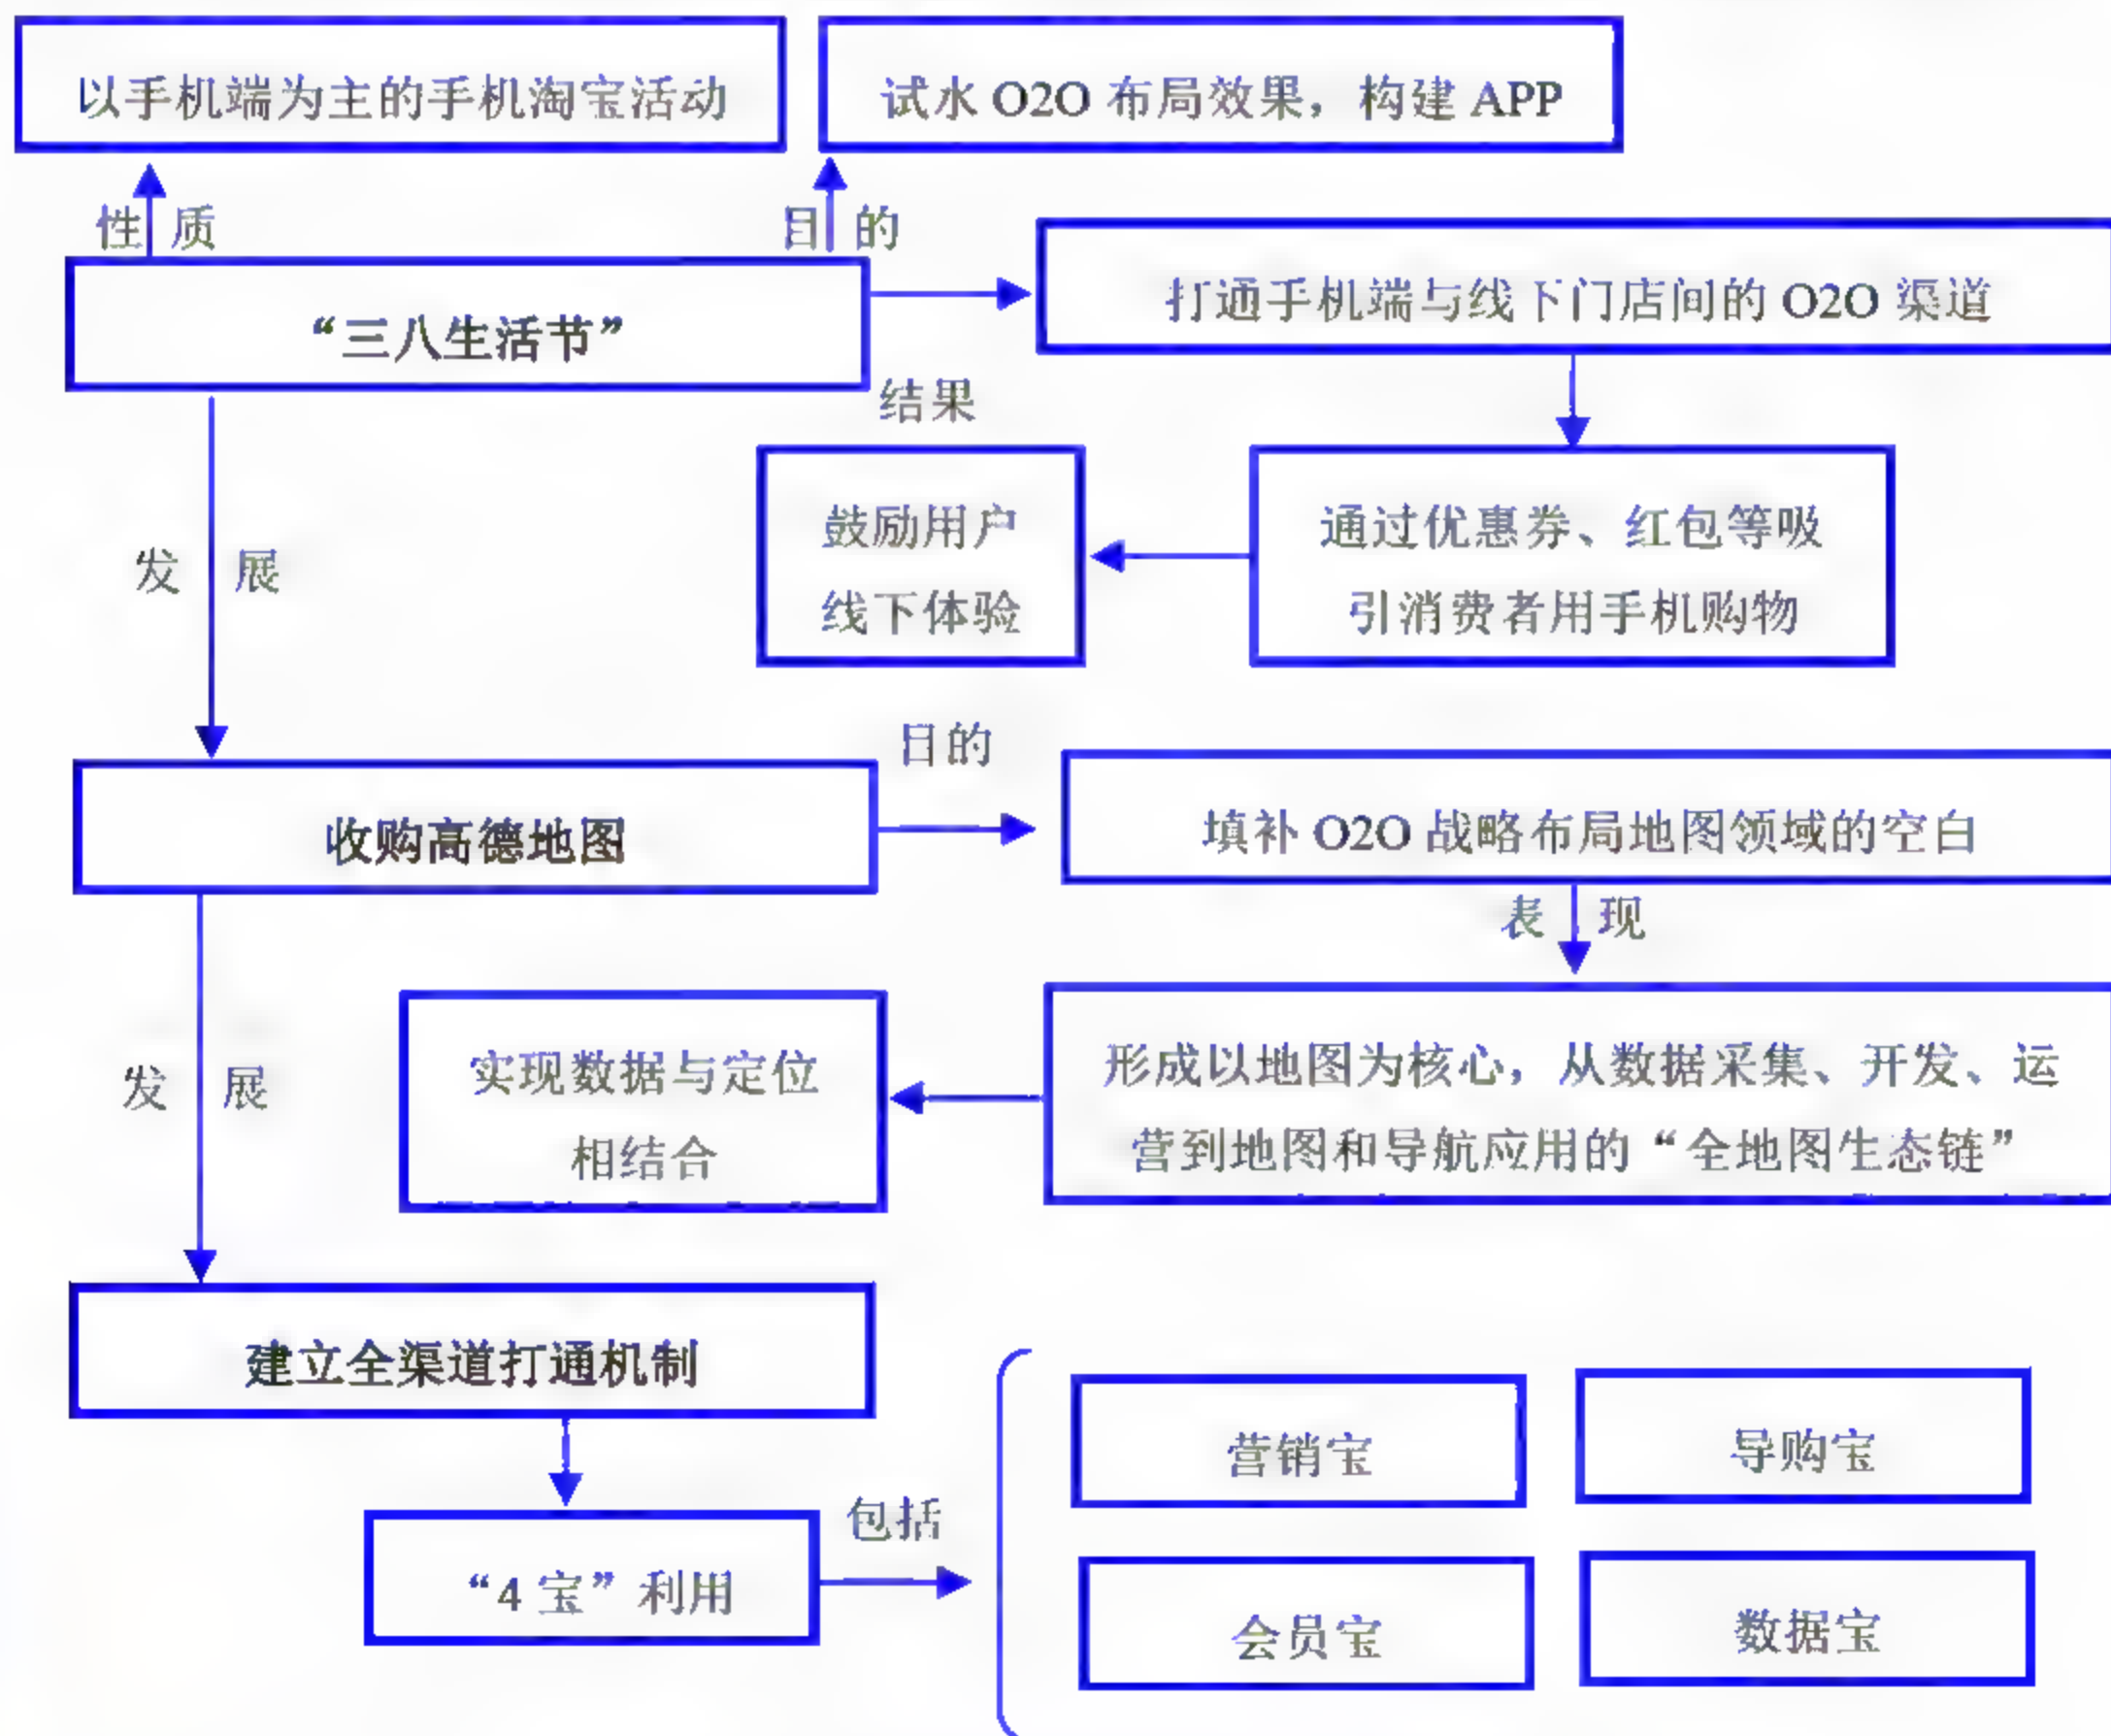 以手机端为主的手机淘宝活动
试水 O2O 布局效果，构建 APP
性 质
目 的
“三八生活节”
打通手机端与线下门店间的 O2O 渠道
结果
鼓励用户
线下体验
通过优惠券、红包等吸
引消费者用手机购物
发 展
目的
收购高德地图
填补 O2O 战略布局地图领域的空白
表 现
实现数据与定位
相结合
形成以地图为核心，从数据采集、开发、运
营到地图和导航应用的“全地图生态链”
发 展
建立全渠道打通机制
“4 宝”利用
包括
营销宝
导购宝
会员宝
数据宝